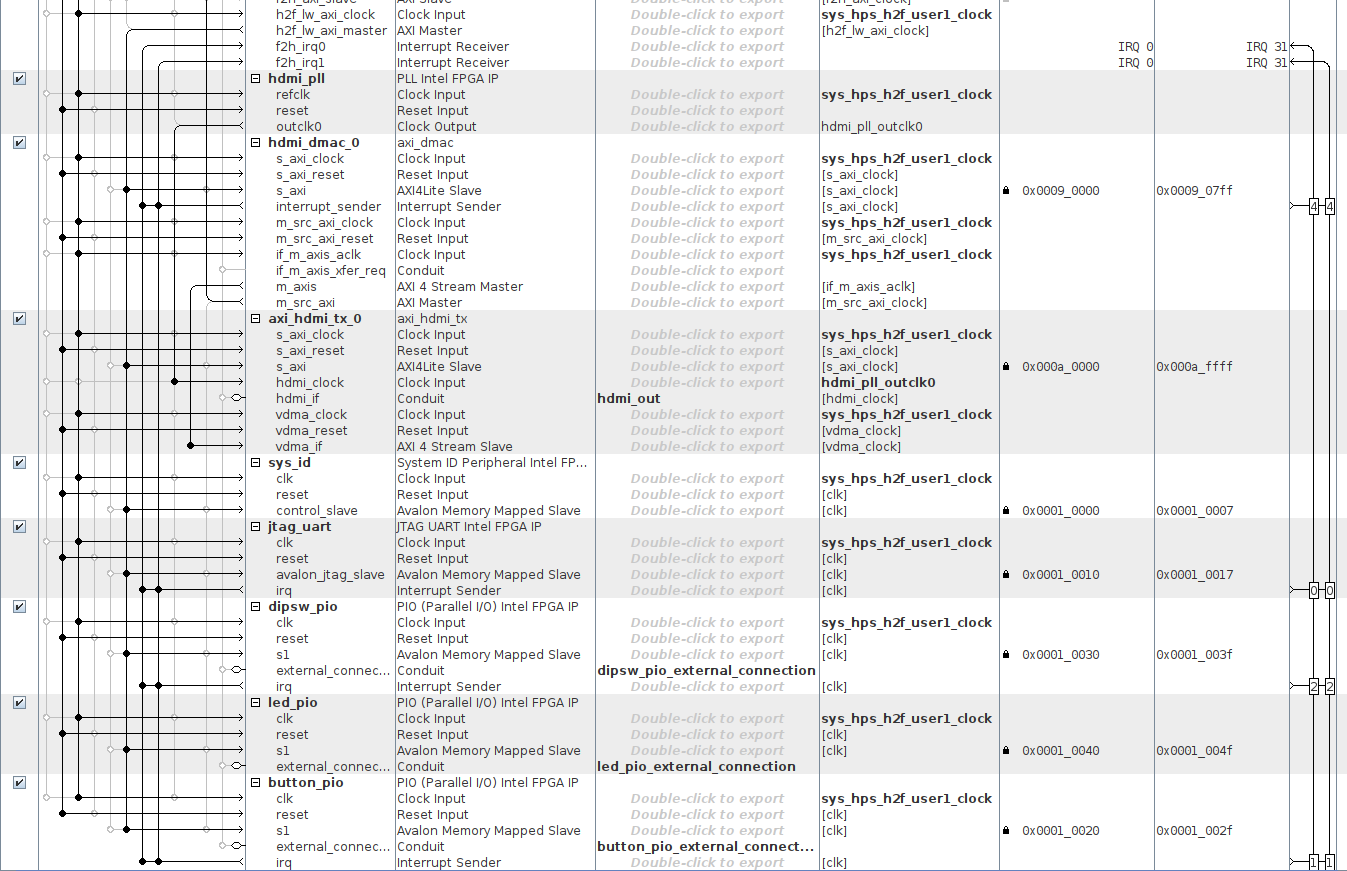 f2h_axi_slave AXI Slave Double-click to export [f2h_axi_clock]
h2f_lw_axi_clock Clock Input Double-click to export sys_hps_h2f_user1_clock
h2f_lw_axi_master AXI Master Double-click to export [h2f_lw_axi_clock]
f2h_irq0 Interrupt Receiver Double-click to export IRQ 0 IRQ 31
f2h_irq1 Interrupt Receiver Double-click to export IRQ 0 IRQ 31
hdmi_pll PLL Intel FPGA IP
refclk Clock Input Double-click to export sys_hps_h2f_user1_clock
reset Reset Input Double-click to export
outclk0 Clock Output Double-click to export hdmi_pll_outclk0
hdmi_dmac_0 axi_dmac
s_axi_clock Clock Input Double-click to export sys_hps_h2f_user1_clock
s_axi_reset Reset Input Double-click to export [s_axi_clock]
s_axi AXI4Lite Slave Double-click to export [s_axi_clock] 0x0009_0000 0x0009_07ff
interrupt_sender Interrupt Sender Double-click to export [s_axi_clock] 4 4
m_src_axi_clock Clock Input Double-click to export sys_hps_h2f_user1_clock
m_src_axi_reset Reset Input Double-click to export [m_src_axi_clock]
if_m_axis_aclk Clock Input Double-click to export sys_hps_h2f_user1_clock
if_m_axis_xfer_req Conduit Double-click to export
m_axis AXI 4 Stream Master Double-click to export [if_m_axis_aclk]
m_src_axi AXI Master Double-click to export [m_src_axi_clock]
axi_hdmi_tx_0 axi_hdmi_tx
s_axi_clock Clock Input Double-click to export sys_hps_h2f_user1_clock
s_axi_reset Reset Input Double-click to export [s_axi_clock]
s_axi AXI4Lite Slave Double-click to export [s_axi_clock] 0x000a_0000 0x000a_ffff
hdmi_clock Clock Input Double-click to export hdmi_pll_outclk0
hdmi_if Conduit hdmi_out [hdmi_clock]
vdma_clock Clock Input Double-click to export sys_hps_h2f_user1_clock
vdma_reset Reset Input Double-click to export [vdma_clock]
vdma_if AXI 4 Stream Slave Double-click to export [vdma_clock]
sys_id System ID Peripheral Intel FP...
clk Clock Input Double-click to export sys_hps_h2f_user1_clock
reset Reset Input Double-click to export [clk]
control_slave Avalon Memory Mapped Slave Double-click to export [clk] 0x0001_0000 0x0001_0007
jtag_uart JTAG UART Intel FPGA IP
clk Clock Input Double-click to export sys_hps_h2f_user1_clock
reset Reset Input Double-click to export [clk]
avalon_jtag_slave Avalon Memory Mapped Slave Double-click to export [clk] 0x0001_0010 0x0001_0017
irq Interrupt Sender Double-click to export [clk] 0 0
dipsw_pio PIO (Parallel I/O) Intel FPGA IP
clk Clock Input Double-click to export sys_hps_h2f_user1_clock
reset Reset Input Double-click to export [clk]
s1 Avalon Memory Mapped Slave Double-click to export [clk] 0x0001_0030 0x0001_003f
external_connec... Conduit dipsw_pio_external_connection
irq Interrupt Sender Double-click to export [clk] 2 2
led_pio PIO (Parallel I/O) Intel FPGA IP
clk Clock Input Double-click to export sys_hps_h2f_user1_clock
reset Reset Input Double-click to export [clk]
s1 Avalon Memory Mapped Slave Double-click to export [clk] 0x0001_0040 0x0001_004f
external_connec... Conduit led_pio_external_connection
button_pio PIO (Parallel I/O) Intel FPGA IP
clk Clock Input Double-click to export sys_hps_h2f_user1_clock
reset Reset Input Double-click to export [clk]
s1 Avalon Memory Mapped Slave Double-click to export [clk] 0x0001_0020 0x0001_002f
external_connec... Conduit button_pio_external_connect...
irq Interrupt Sender Double-click to export [clk] 1 1